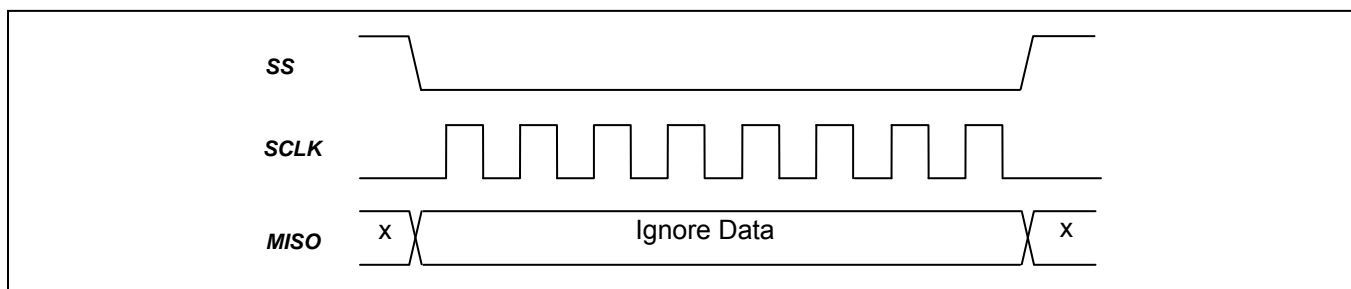 SS
SCLK
MISO
x
Ignore Data
x